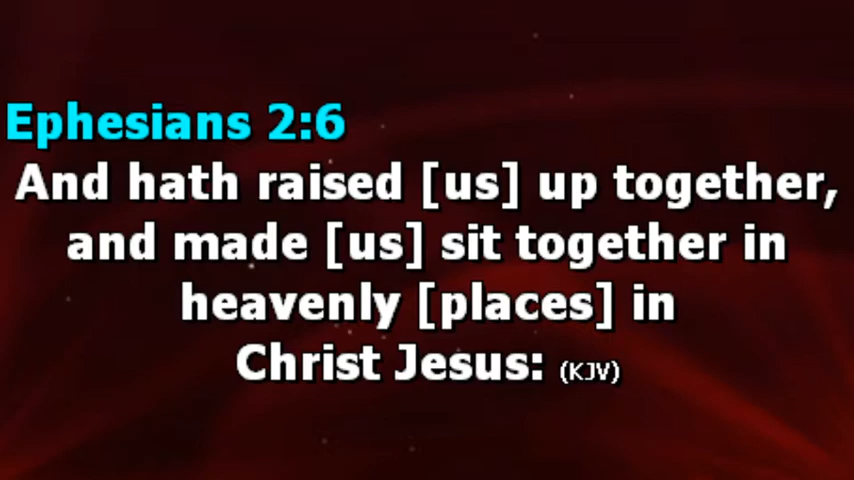 Ephesians 2:6
And hath raised [us] up together,
and made [us] sit together in
heavenly [places] in
Christ Jesus: (KJV)